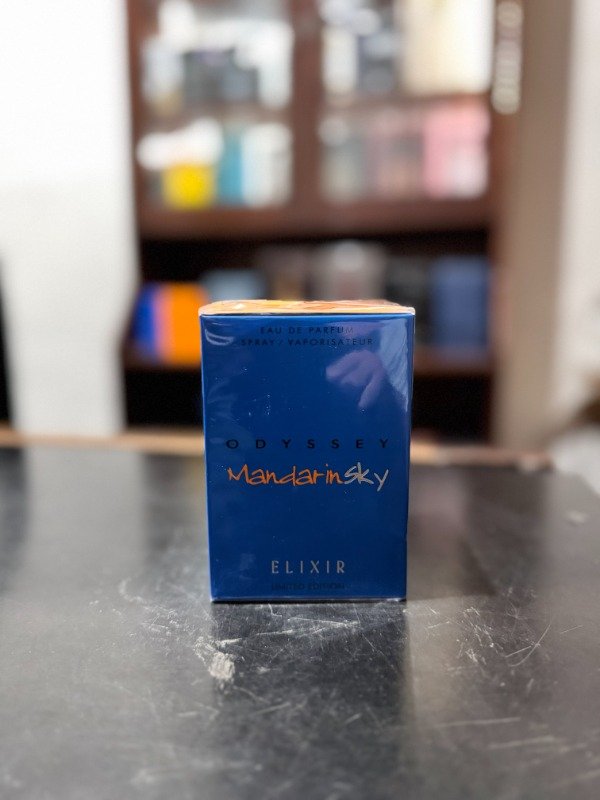 EAU DE PARFUM
SPRAY / VAPORISATEUR
ODYSSEY
MandarinSky
ELIXIR
LIMITED EDITION